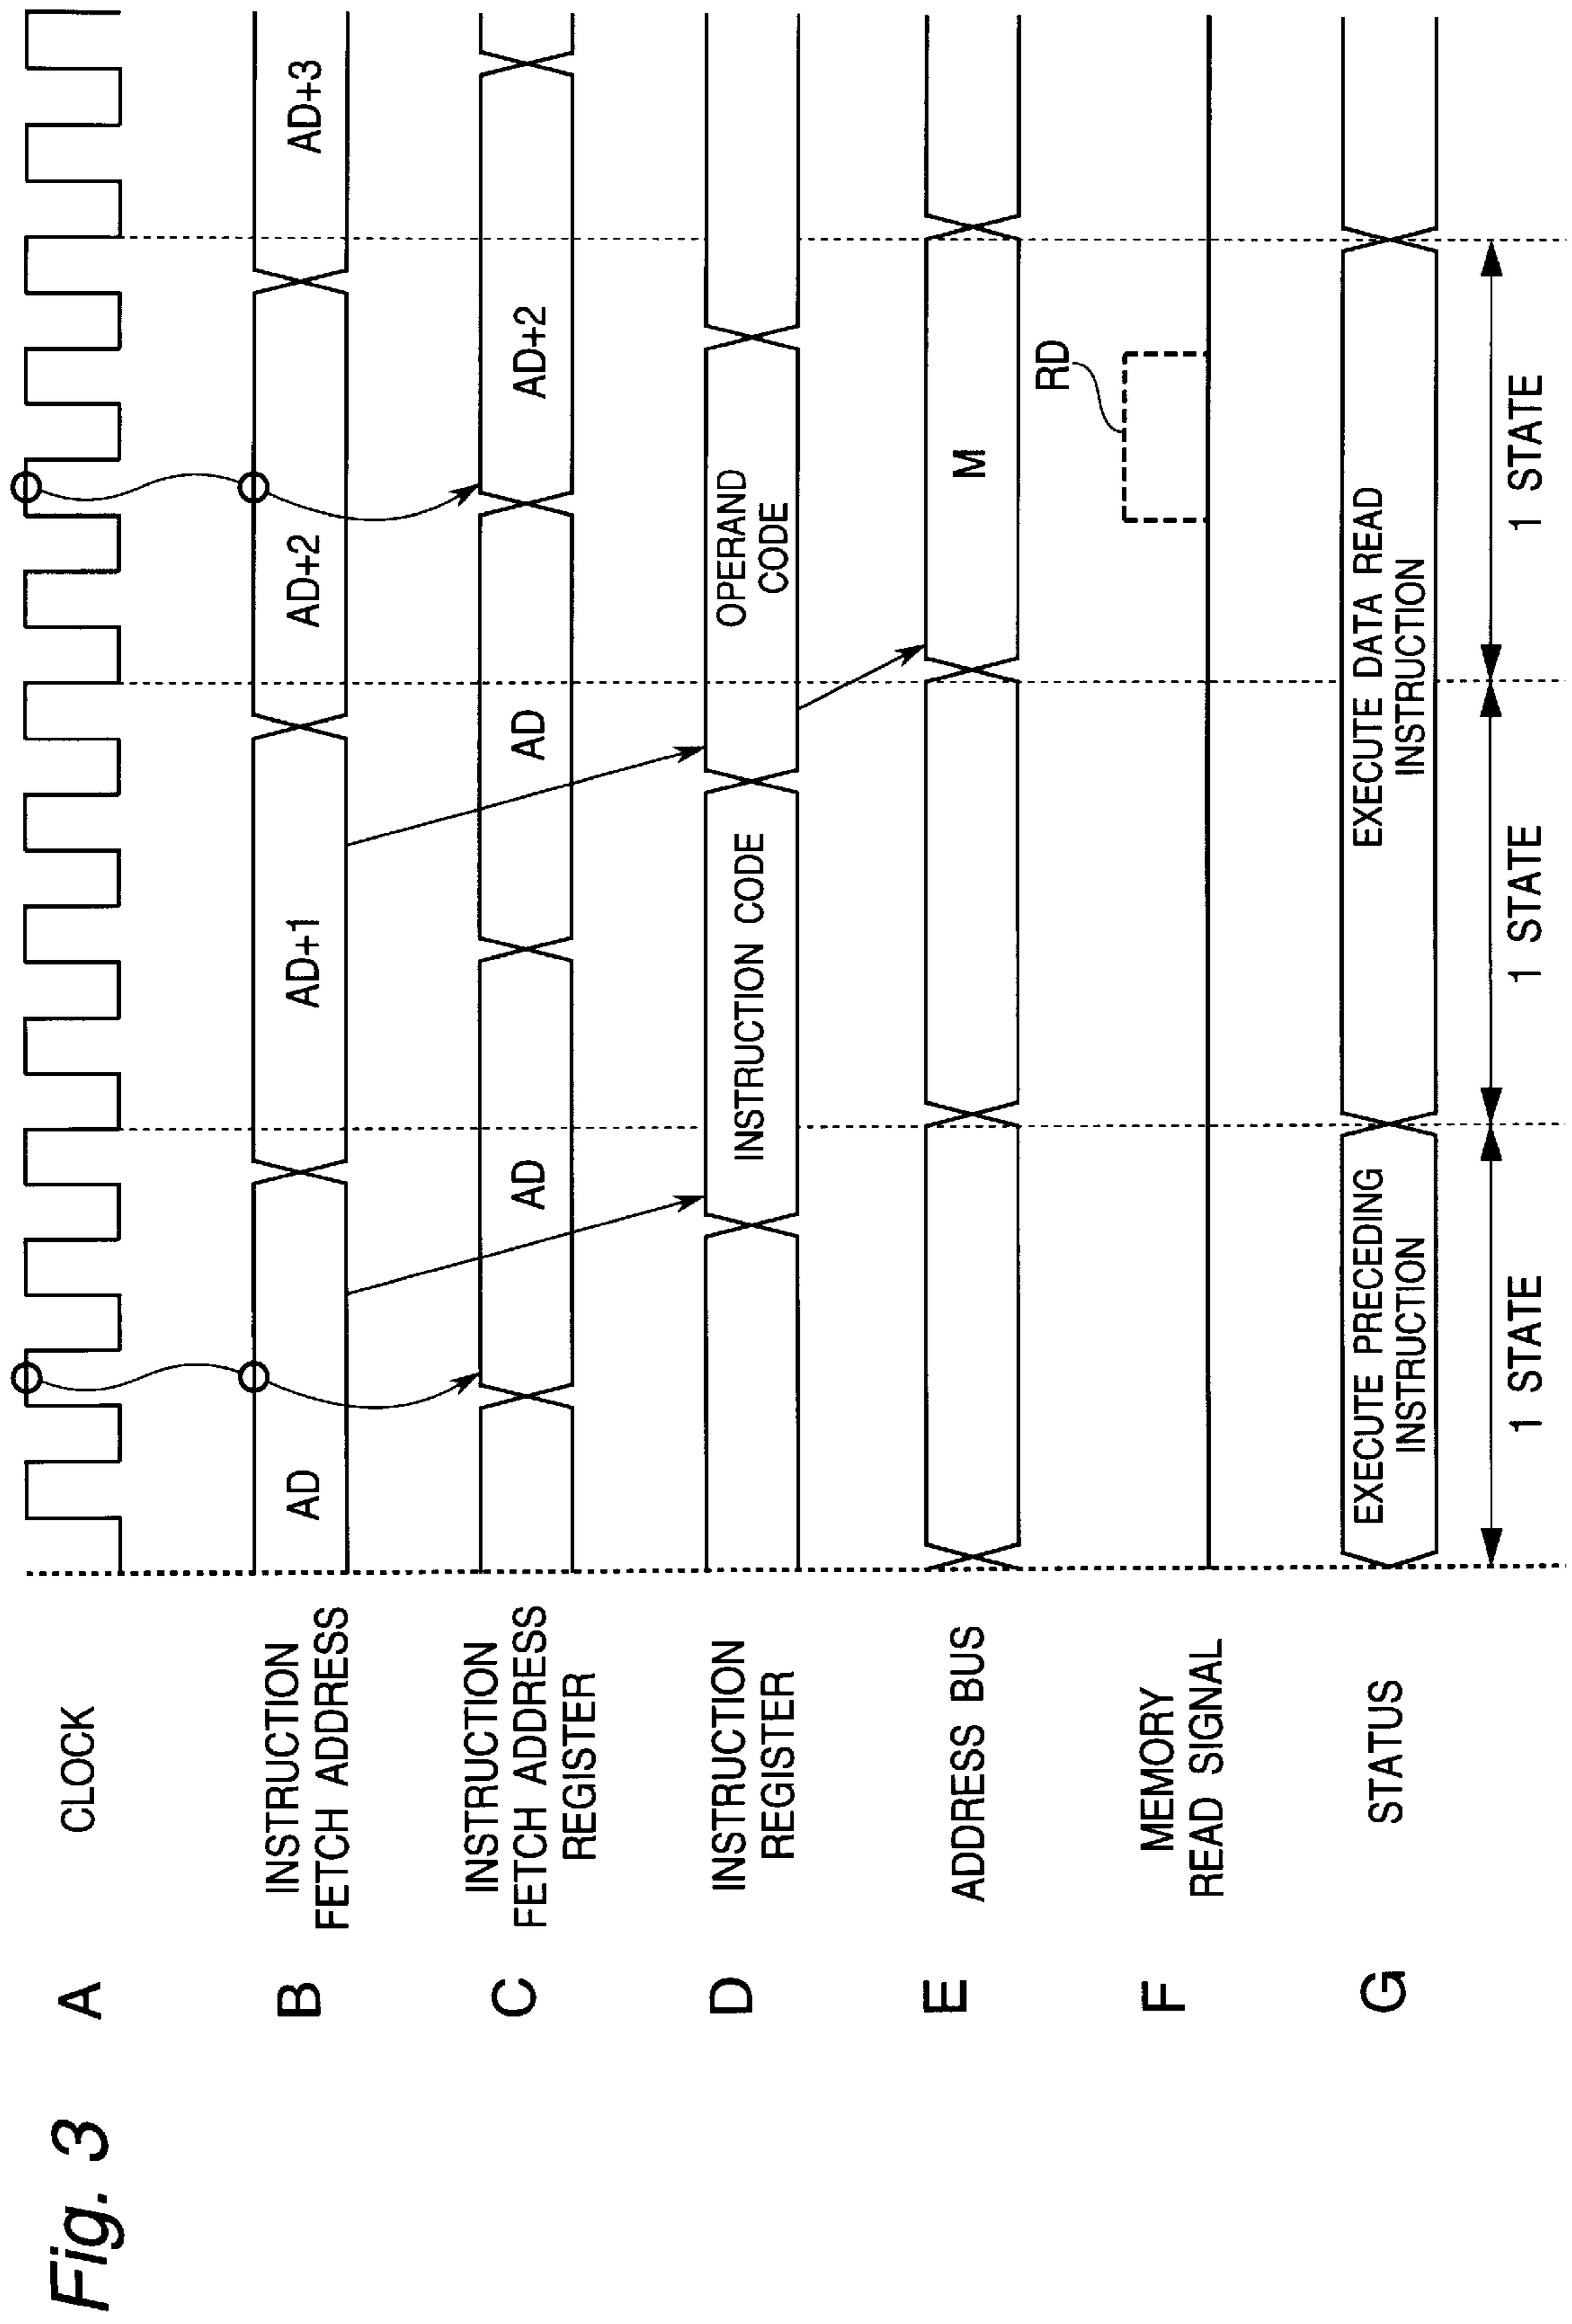 Fig. 3
A
CLOCK
B
INSTRUCTION
FETCH ADDRESS
AD
AD+1
AD+2
AD+3
C
INSTRUCTION
FETCH ADDRESS
REGISTER
AD
AD
AD+2
D
INSTRUCTION
REGISTER
INSTRUCTION CODE
OPERAND
CODE
E
ADDRESS BUS
M
F
MEMORY
READ SIGNAL
RD
G
STATUS
EXECUTE PRECEDING
INSTRUCTION
EXECUTE DATA READ
INSTRUCTION
1 STATE
1 STATE
1 STATE